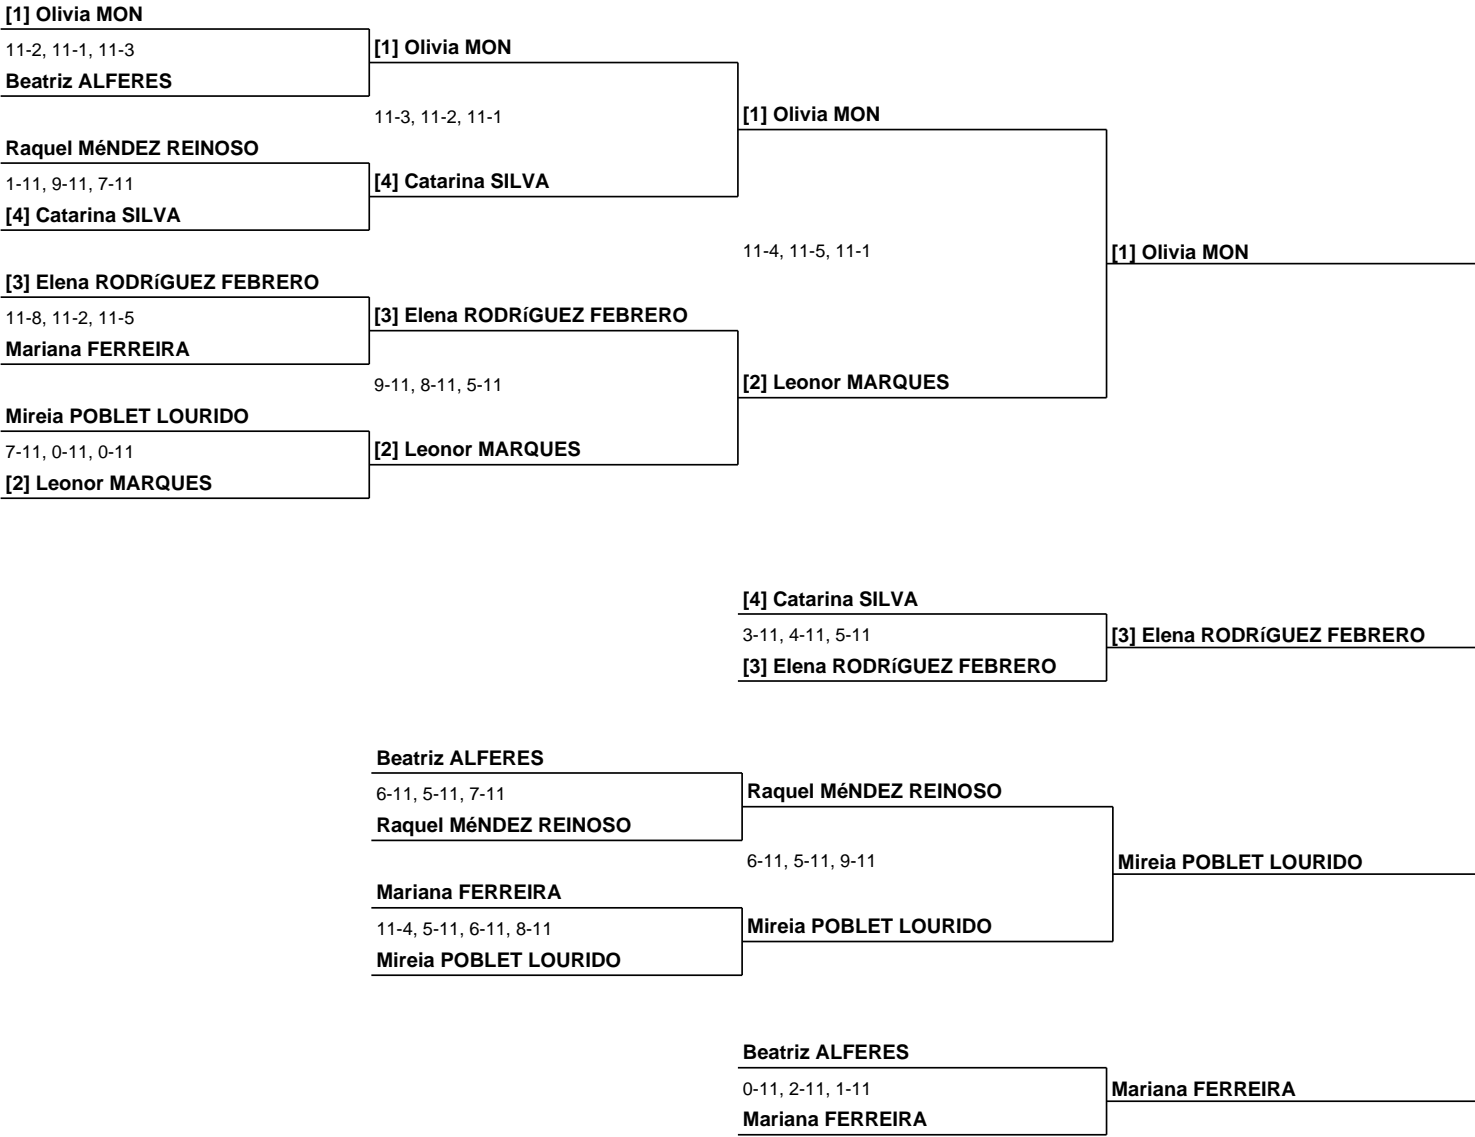 [1] Olivia MON
11-2, 11-1, 11-3
Beatriz ALFERES
[1] Olivia MON
11-3, 11-2, 11-1
[1] Olivia MON
Raquel MéNDEZ REINOSO
1-11, 9-11, 7-11
[4] Catarina SILVA
[4] Catarina SILVA
11-4, 11-5, 11-1
[1] Olivia MON
[3] Elena RODRíGUEZ FEBRERO
11-8, 11-2, 11-5
Mariana FERREIRA
[3] Elena RODRíGUEZ FEBRERO
9-11, 8-11, 5-11
[2] Leonor MARQUES
Mireia POBLET LOURIDO
7-11, 0-11, 0-11
[2] Leonor MARQUES
[2] Leonor MARQUES
[4] Catarina SILVA
3-11, 4-11, 5-11
[3] Elena RODRíGUEZ FEBRERO
[3] Elena RODRíGUEZ FEBRERO
Beatriz ALFERES
6-11, 5-11, 7-11
Raquel MéNDEZ REINOSO
Raquel MéNDEZ REINOSO
6-11, 5-11, 9-11
Mireia POBLET LOURIDO
Mariana FERREIRA
11-4, 5-11, 6-11, 8-11
Mireia POBLET LOURIDO
Mireia POBLET LOURIDO
Beatriz ALFERES
0-11, 2-11, 1-11
Mariana FERREIRA
Mariana FERREIRA